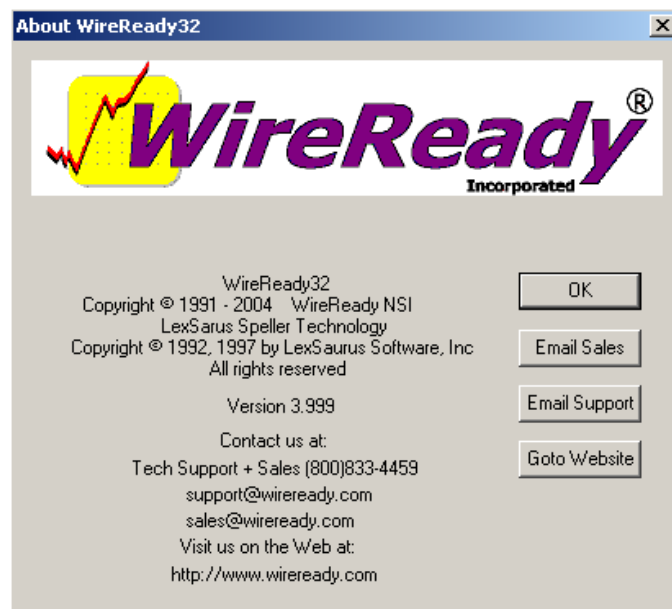 About WireReady32
WireReady®
Incorporated
WireReady32
Copyright © 1991 - 2004    WireReady NSI
LexSarus Speller Technology
Copyright © 1992, 1997 by LexSaurus Software, Inc
All rights reserved
Version 3.999
Contact us at:
Tech Support + Sales (800)833-4459
support@wireready.com
sales@wireready.com
Visit us on the Web at:
http://www.wireready.com
OK
Email Sales
Email Support
Goto Website